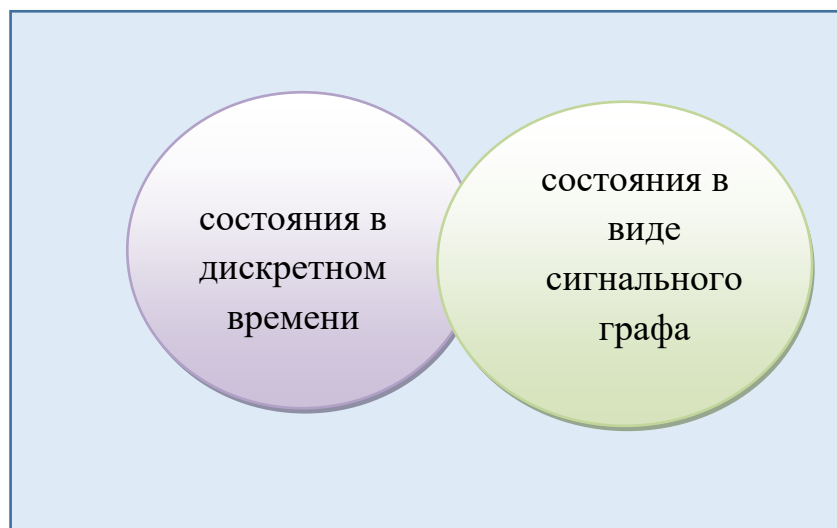 состояния в
дискретном
времени
состояния в
виде
сигнального
графа